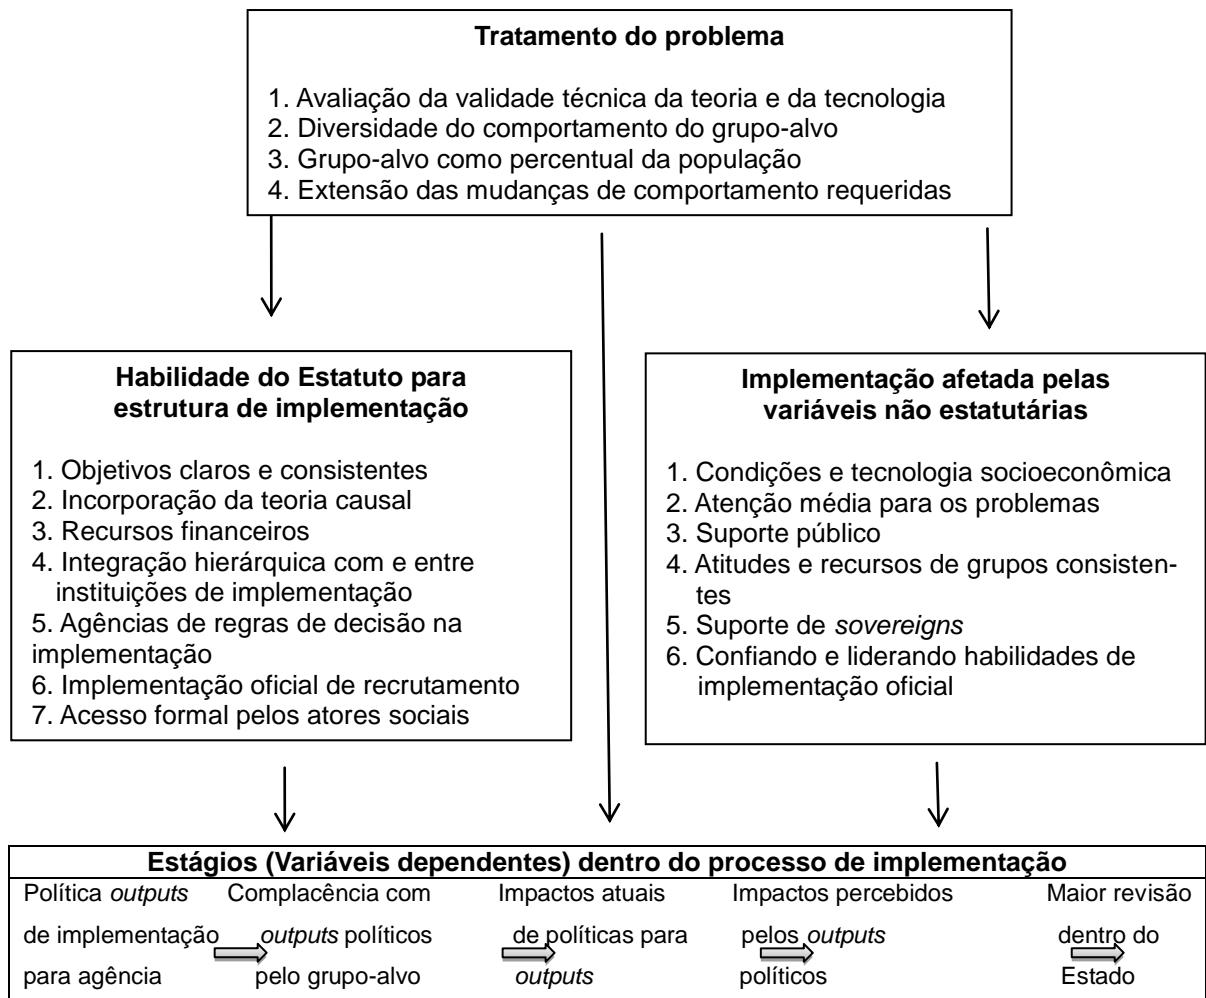 Tratamento do problema
1. Avaliação da validade técnica da teoria e da tecnologia
2. Diversidade do comportamento do grupo-alvo
3. Grupo-alvo como percentual da população
4. Extensão das mudanças de comportamento requeridas
Habilidade do Estatuto para
estrutura de implementação
1. Objetivos claros e consistentes
2. Incorporação da teoria causal
3. Recursos financeiros
4. Integração hierárquica com e entre
instituições de implementação
5. Agências de regras de decisão na
implementação
6. Implementação oficial de recrutamento
7. Acesso formal pelos atores sociais
Implementação afetada pelas
variáveis não estatutárias
1. Condições e tecnologia socioeconômica
2. Atenção média para os problemas
3. Suporte público
4. Atitudes e recursos de grupos consisten-
tes
5. Suporte de sovereigns
6. Confiando e liderando habilidades de
implementação oficial
Estágios (Variáveis dependentes) dentro do processo de implementação
Política outputs
de implementação
para agência
Complacência com
outputs políticos
pelo grupo-alvo
Impactos atuais
de políticas para
outputs
Impactos percebidos
pelos outputs
políticos
Maior revisão
dentro do
Estado